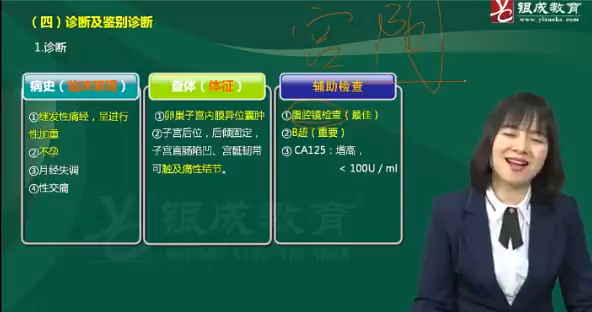 （四）诊断及鉴别诊断
银成教育
www.yixueks.com
1.诊断
宫
病史（临床表现）
①继发性痛经，呈进行
性加重
②不孕
③月经失调
④性交痛
查体（体征）
①卵巢子宫内膜异位囊肿
②子宫后位，后倾固定，
子宫直肠陷凹、宫骶韧带
可触及痛性结节。
辅助检查
①腹腔镜检查（最佳）
②B超（重要）
③ CA125：增高，
＜100U / ml
银成教育